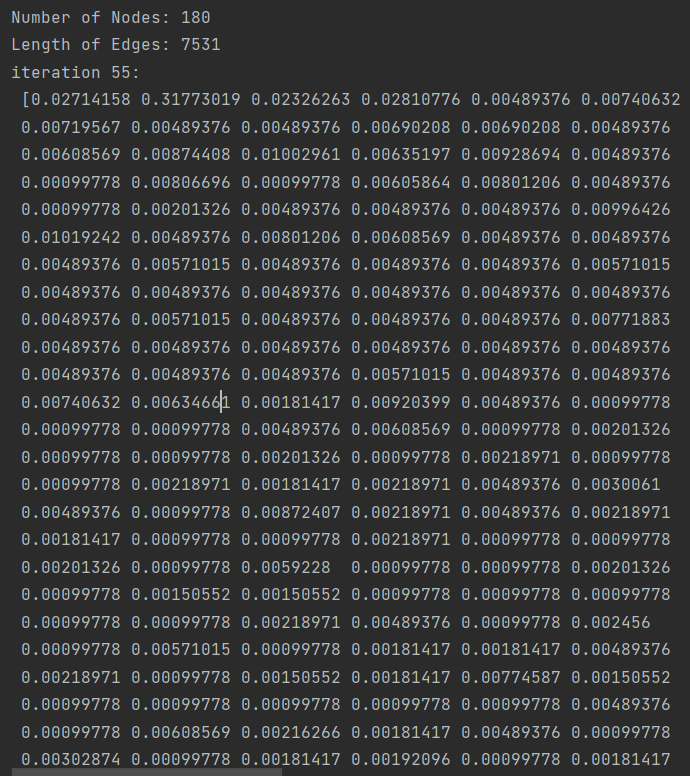 Number of Nodes: 180
Length of Edges: 7531
iteration 55:
[0.02714158 0.31773019 0.02326263 0.02810776 0.00489376 0.00740632
0.00719567 0.00489376 0.00489376 0.00690208 0.00690208 0.00489376
0.00608569 0.00874408 0.01002961 0.00635197 0.00928694 0.00489376
0.00099778 0.00806696 0.00099778 0.00605864 0.00801206 0.00489376
0.00099778 0.00201326 0.00489376 0.00489376 0.00489376 0.00996426
0.01019242 0.00489376 0.00801206 0.00608569 0.00489376 0.00489376
0.00489376 0.00571015 0.00489376 0.00489376 0.00489376 0.00571015
0.00489376 0.00489376 0.00489376 0.00489376 0.00489376 0.00489376
0.00489376 0.00571015 0.00489376 0.00489376 0.00489376 0.00771883
0.00489376 0.00489376 0.00489376 0.00489376 0.00489376 0.00489376
0.00489376 0.00489376 0.00489376 0.00571015 0.00489376 0.00489376
0.00740632 0.00634661 0.00181417 0.00920399 0.00489376 0.00099778
0.00099778 0.00099778 0.00489376 0.00608569 0.00099778 0.00201326
0.00099778 0.00099778 0.00201326 0.00099778 0.00218971 0.00099778
0.00099778 0.00218971 0.00181417 0.00218971 0.00489376 0.0030061
0.00489376 0.00099778 0.00872407 0.00218971 0.00489376 0.00218971
0.00181417 0.00099778 0.00099778 0.00218971 0.00099778 0.00099778
0.00201326 0.00099778 0.0059228 0.00099778 0.00099778 0.00201326
0.00099778 0.00150552 0.00150552 0.00099778 0.00099778 0.00099778
0.00099778 0.00099778 0.00218971 0.00489376 0.00099778 0.002456
0.00099778 0.00571015 0.00099778 0.00181417 0.00181417 0.00489376
0.00218971 0.00099778 0.00150552 0.00181417 0.00774587 0.00150552
0.00099778 0.00099778 0.00099778 0.00099778 0.00099778 0.00489376
0.00099778 0.00608569 0.00216266 0.00181417 0.00489376 0.00099778
0.00302874 0.00099778 0.00181417 0.00192096 0.00099778 0.00181417